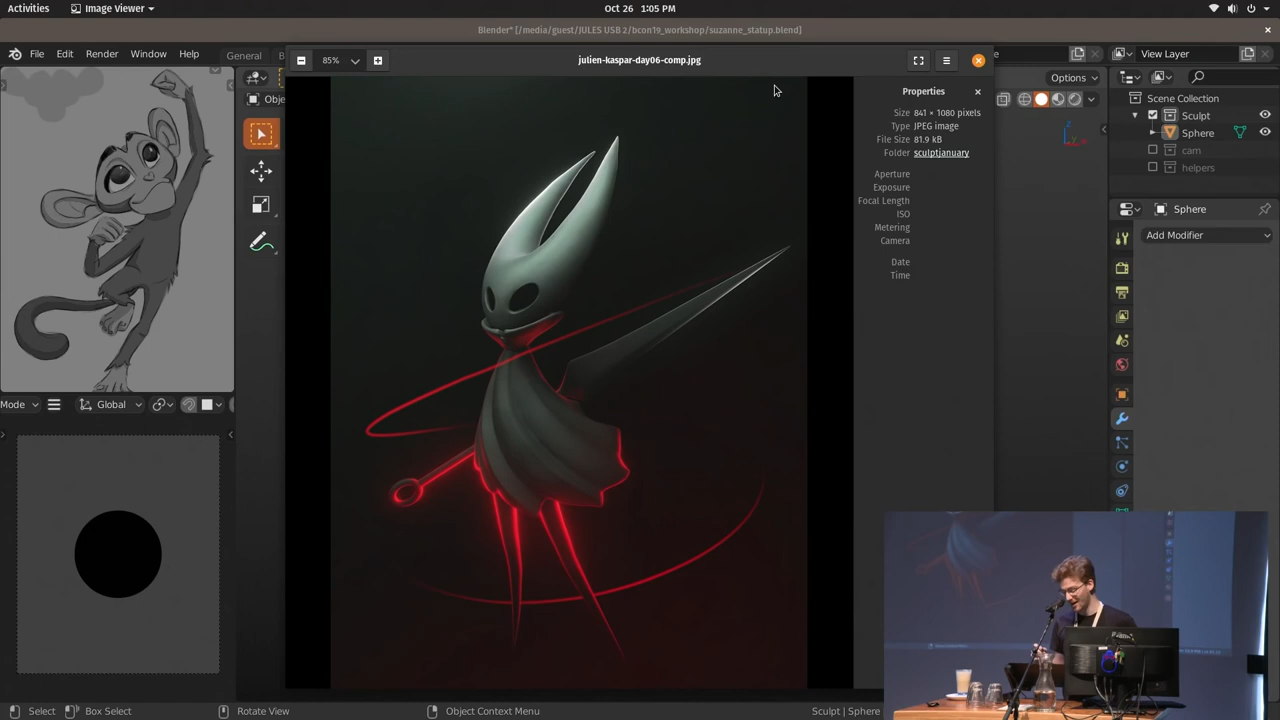 Activities
Image Viewer
Oct 26 1:05 PM
Blender* [/media/guest/JULES USB 2/bcon19_workshop/suzanne_statup.blend]
File Edit Render Window Help
General
View Layer
85%
julien-kaspar-day06-comp.jpg
Options
Properties
Size 841 × 1080 pixels
Type JPEG image
File Size 81.9 kB
Folder sculptjanuary
Aperture
Exposure
Focal Length
ISO
Metering
Camera
Date
Time
Obje
Scene Collection
Sculpt
Sphere
cam
helpers
Sphere
Add Modifier
Mode
Global
Select
Box Select
Rotate View
Object Context Menu
Sculpt | Sphere